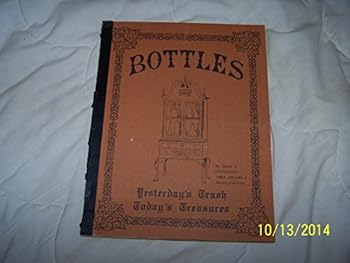 BOTTLES
Yesterday's Trash
Today's Treasures
10/13/2014